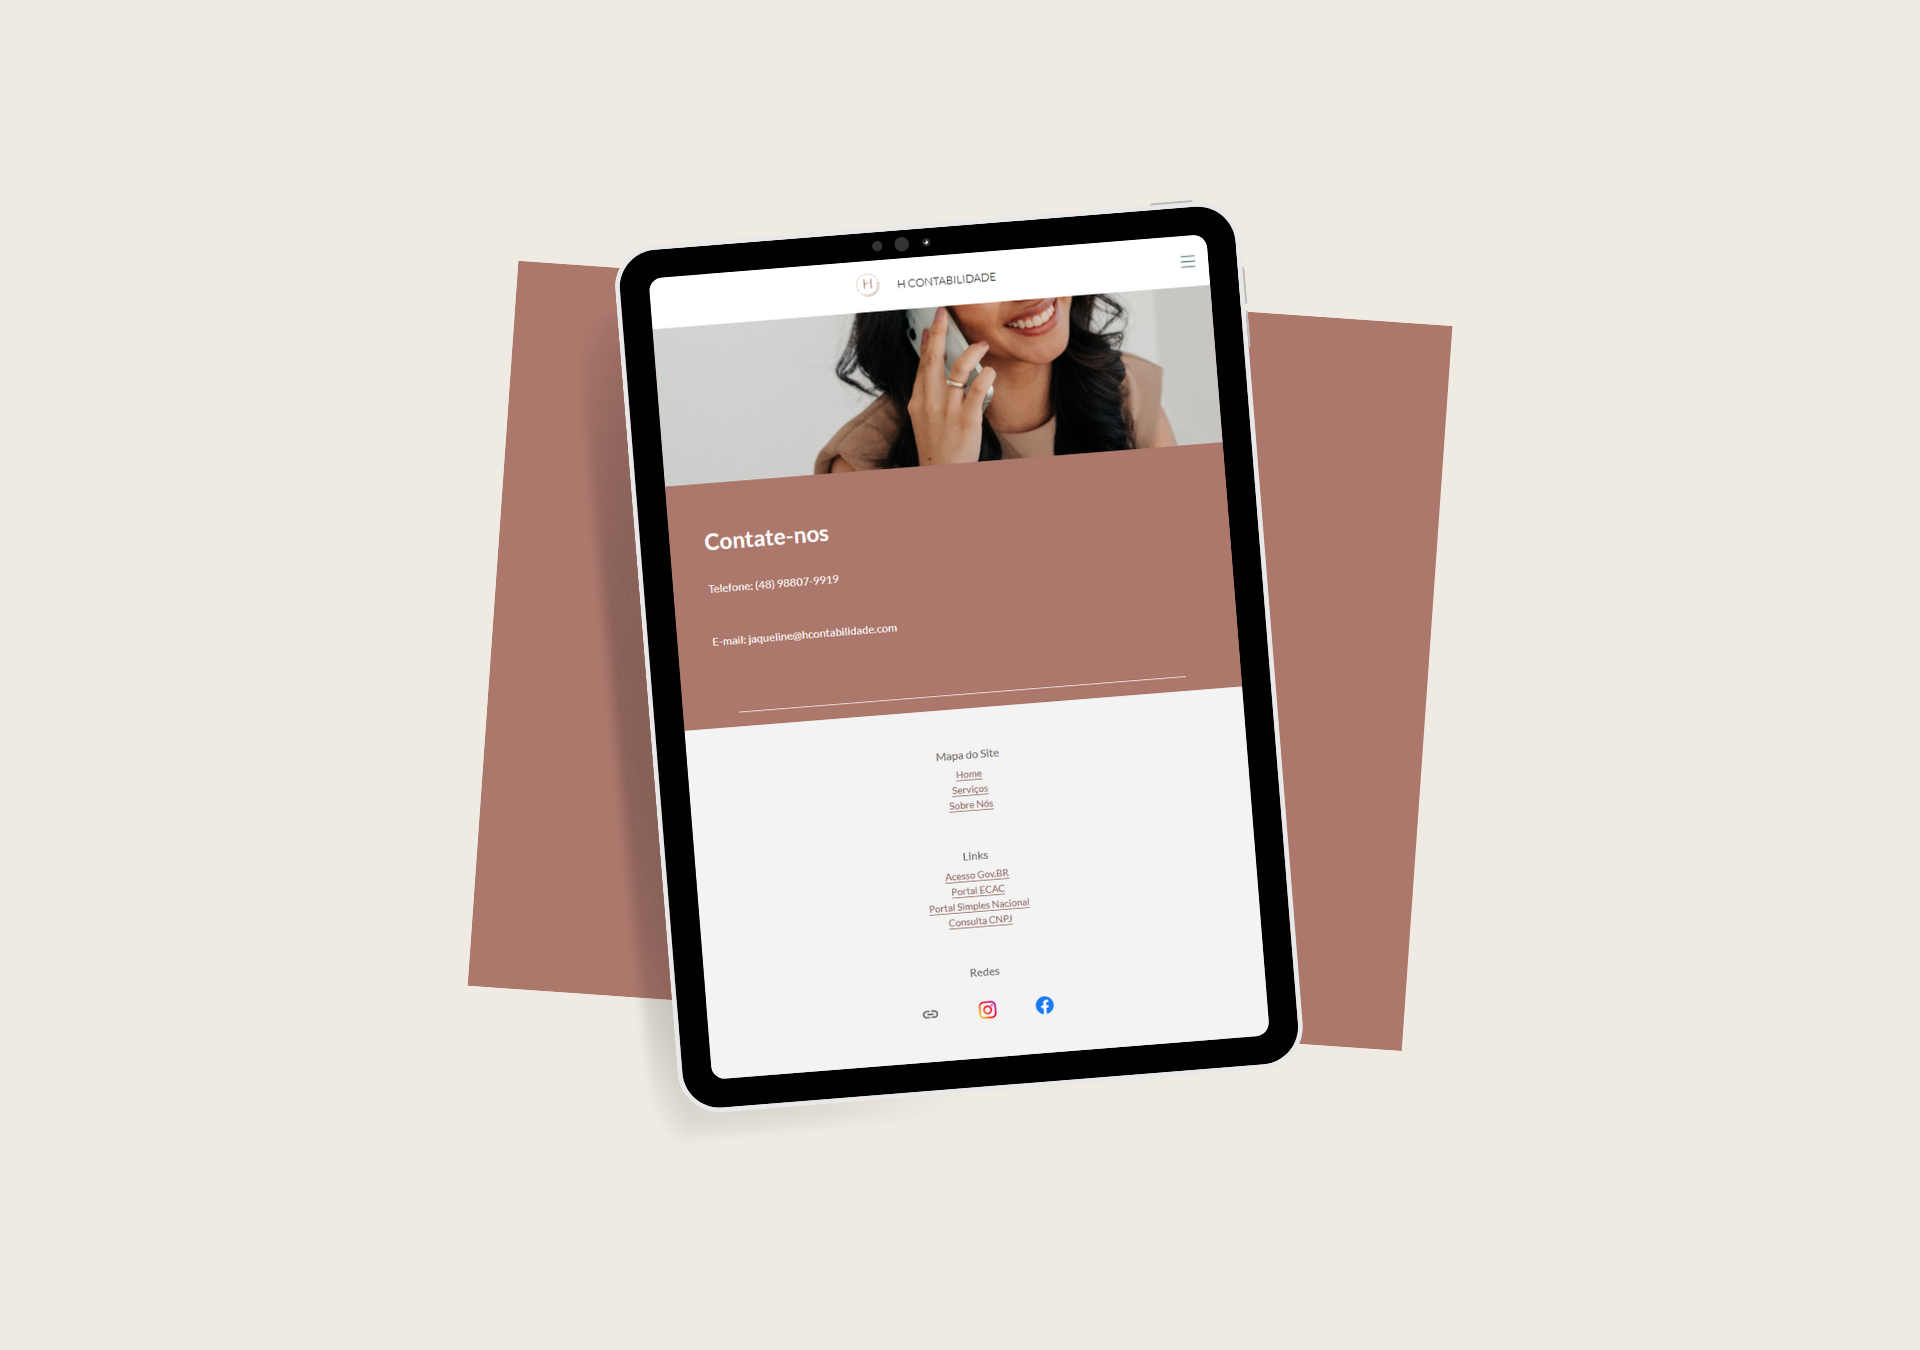 H
H CONTABILIDADE
Contate-nos
Telefone: (48) 98807-9919
E-mail: jaqueline@hcontabilidade.com
Mapa do Site
Home
Serviços
Sobre Nós
Links
Acesso Gov.BR
Portal ECAC
Portal Simples Nacional
Consulta CNPJ
Redes